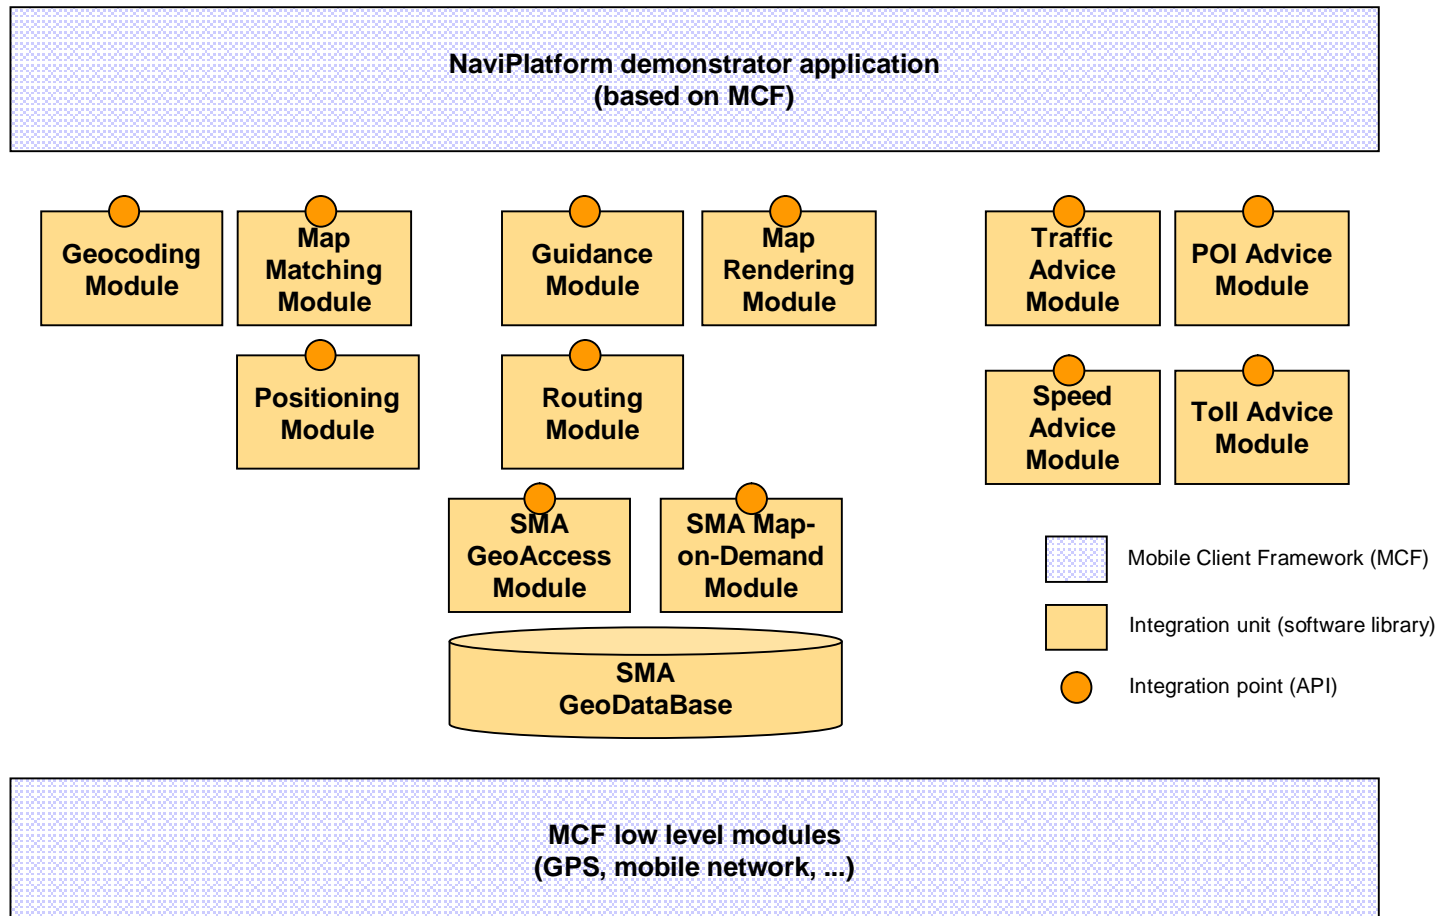 NaviPlatform demonstrator application
(based on MCF)
Geocoding
Module
Map
Matching
Module
Guidance
Module
Map
Rendering
Module
Traffic
Advice
Module
POI Advice
Module
Positioning
Module
Routing
Module
Speed
Advice
Module
Toll Advice
Module
SMA
GeoAccess
Module
SMA Map-
on-Demand
Module
SMA
GeoDataBase
Mobile Client Framework (MCF)
Integration unit (software library)
Integration point (API)
MCF low level modules
(GPS, mobile network, ...)